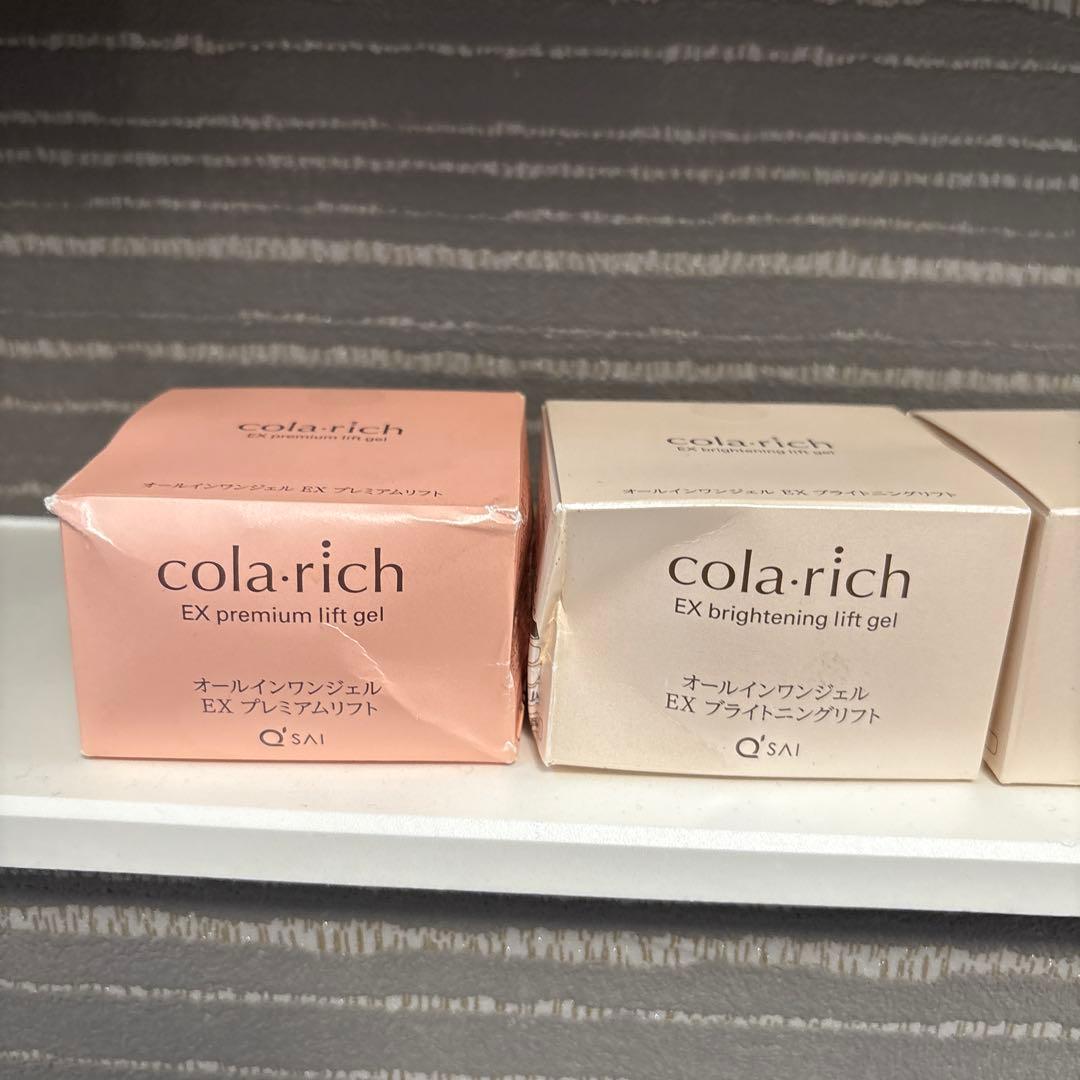 cola·rich
EX premium lift gel
オールインワンジェル EX プレミアムリフト
cola·rich
EX premium lift gel
オールインワンジェル
EX プレミアムリフト
Q'SAI
cola·rich
EX brightening lift gel
オールインワンジェル EX ブライトニングリフト
cola·rich
EX brightening lift gel
オールインワンジェル
EX ブライトニングリフト
Q'SAI